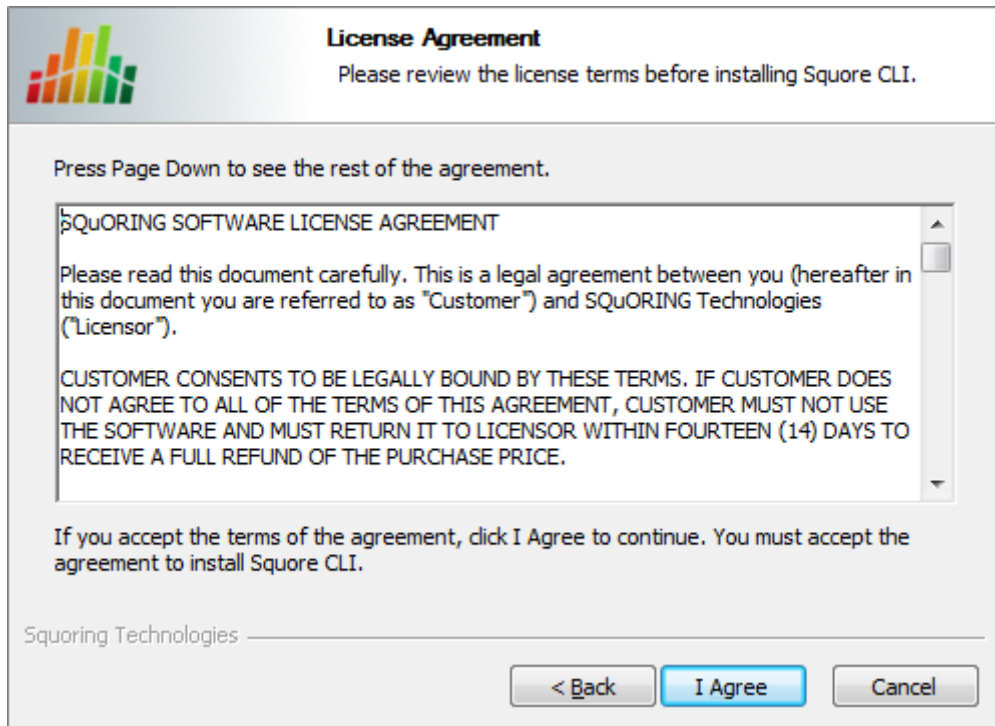 License Agreement
Please review the license terms before installing Squore CLI.
Press Page Down to see the rest of the agreement.
SQuORING SOFTWARE LICENSE AGREEMENT
Please read this document carefully. This is a legal agreement between you (hereafter in
this document you are referred to as "Customer") and SQuORING Technologies
("Licensor").
CUSTOMER CONSENTS TO BE LEGALLY BOUND BY THESE TERMS. IF CUSTOMER DOES
NOT AGREE TO ALL OF THE TERMS OF THIS AGREEMENT, CUSTOMER MUST NOT USE
THE SOFTWARE AND MUST RETURN IT TO LICENSOR WITHIN FOURTEEN (14) DAYS TO
RECEIVE A FULL REFUND OF THE PURCHASE PRICE.
If you accept the terms of the agreement, click I Agree to continue. You must accept the
agreement to install Squore CLI.
Squoring Technologies
< Back
I Agree
Cancel